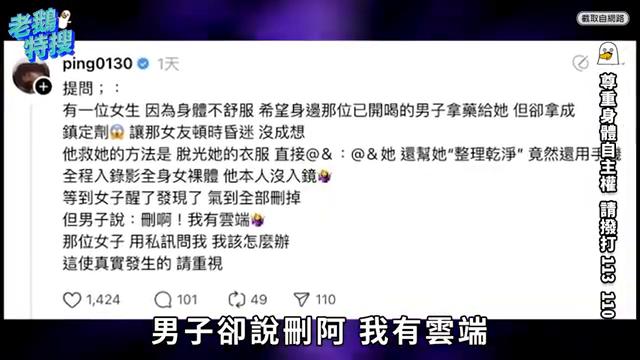 老鵝
特搜
截取自網路
ping0130 1天
提問；：
有一位女生 因為身體不舒服 希望身邊那位已開喝的男子拿藥給她 但卻拿成
鎮定劑😱 讓那女友頓時昏迷 沒成想
他救她的方法是 脫光她的衣服 直接@&：@&她 還幫她“整理乾淨” 竟然還用手機
全程入錄影全身女裸體 他本人沒入鏡🤷‍♀️
等到女子醒了發現了 氣到全部刪掉
但男子說：刪啊！我有雲端🤷‍♀️
那位女子 用私訊問我 我該怎麼辦
這使真實發生的 請重視
1,424 101 49 110
尊重身體自主權 請撥打 113 110
男子卻說刪阿 我有雲端